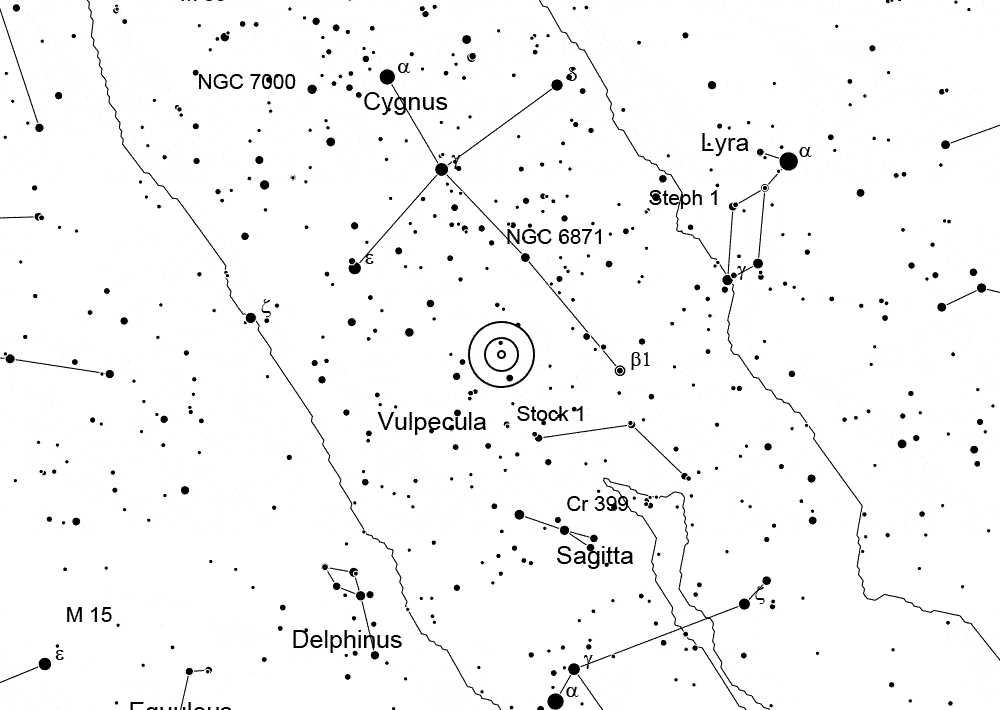 α
δ
NGC 7000
Cygnus
Lyra
α
γ
Steph 1
NGC 6871
ε
γ
ζ
β1
Stock 1
Vulpecula
Cr 399
Sagitta
ζ
M 15
Delphinus
ε
γ
α